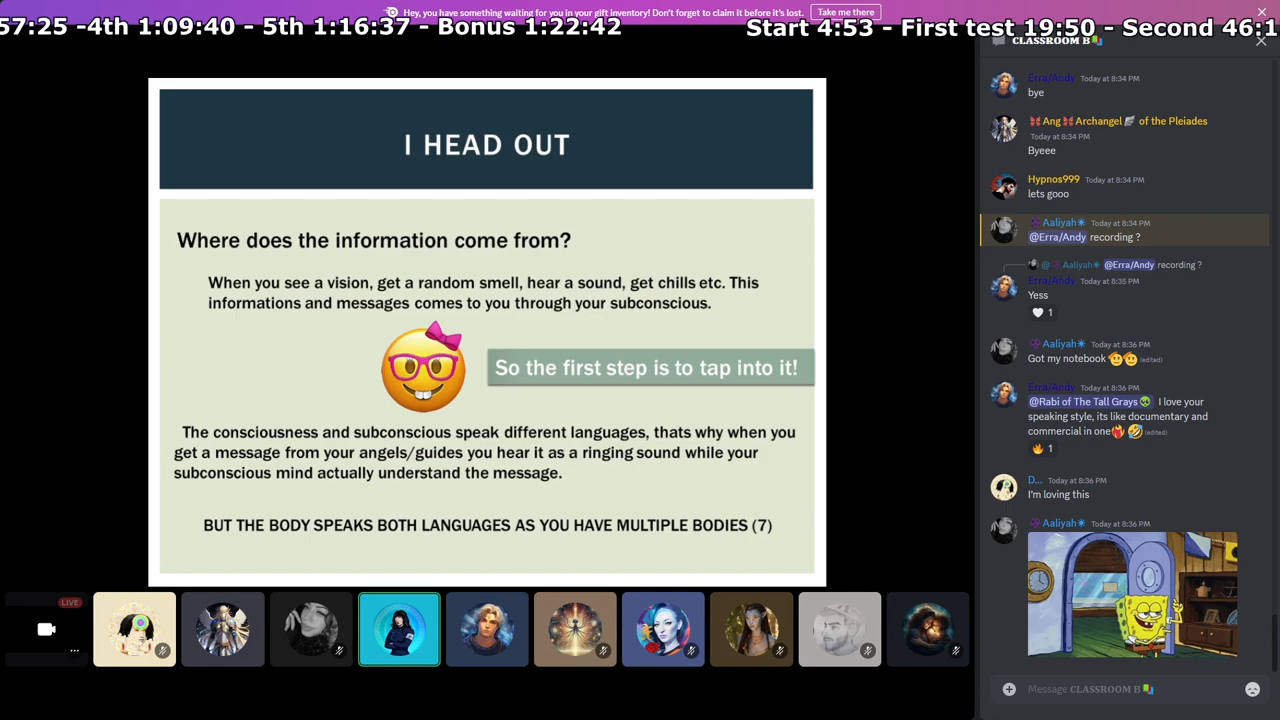 Hey, you have something waiting for you in your gift inventory! Don't forget to claim it before it's lost.
Take me there
57:25 -4th 1:09:40 - 5th 1:16:37 - Bonus 1:22:42
Start 4:53 - First test 19:50 - Second 46:1
I HEAD OUT
Where does the information come from?
When you see a vision, get a random smell, hear a sound, get chills etc. This
informations and messages comes to you through your subconscious.
So the first step is to tap into it!
The consciousness and subconscious speak different languages, thats why when you
get a message from your angels/guides you hear it as a ringing sound while your
subconscious mind actually understand the message.
BUT THE BODY SPEAKS BOTH LANGUAGES AS YOU HAVE MULTIPLE BODIES (7)
LIVE
CLASSROOM B
Erra/Andy Today at 8:34 PM
bye
Ang Archangel of the Pleiades
Today at 8:34 PM
Byeee
Hypnos999 Today at 8:34 PM
lets gooo
Aaliyah Today at 8:34 PM
@Erra/Andy recording ?
@ Aaliyah @Erra/Andy recording ?
Erra/Andy Today at 8:35 PM
Yess
1
Aaliyah Today at 8:36 PM
Got my notebook (edited)
Erra/Andy Today at 8:36 PM
@Rabi of The Tall Grays I love your
speaking style, its like documentary and
commercial in one (edited)
1
D... Today at 8:36 PM
I'm loving this
Aaliyah Today at 8:36 PM
Message CLASSROOM B